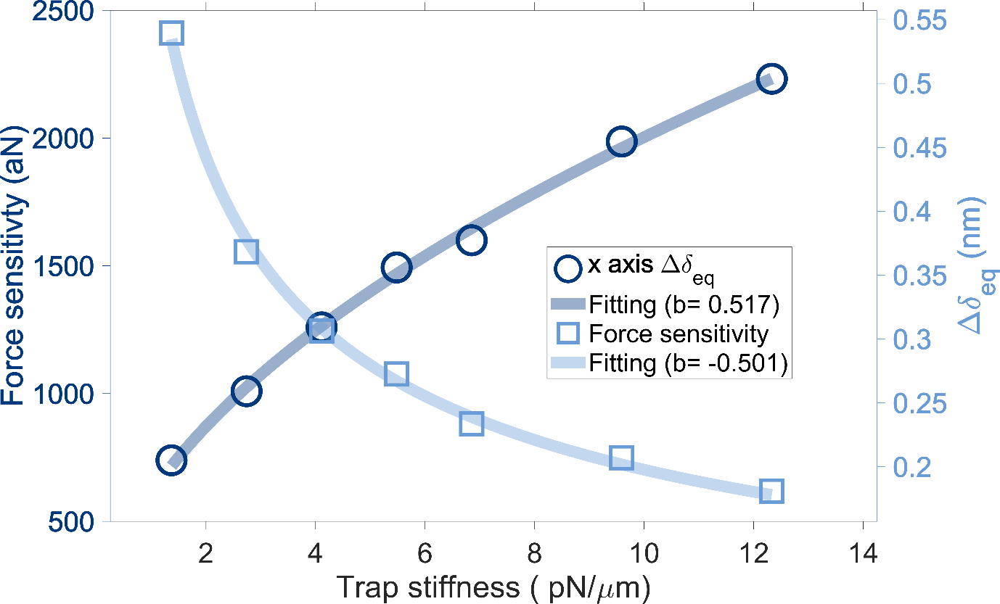 2500
2000
1500
1000
500
Force sensitivty (aN)
0.55
0.5
0.45
0.4
0.35
0.3
0.25
0.2
Δδeq (nm)
x axis Δδeq
Fitting (b= 0.517)
Force sensitivity
Fitting (b= -0.501)
2 4 6 8 10 12 14
Trap stiffness ( pN/μm)